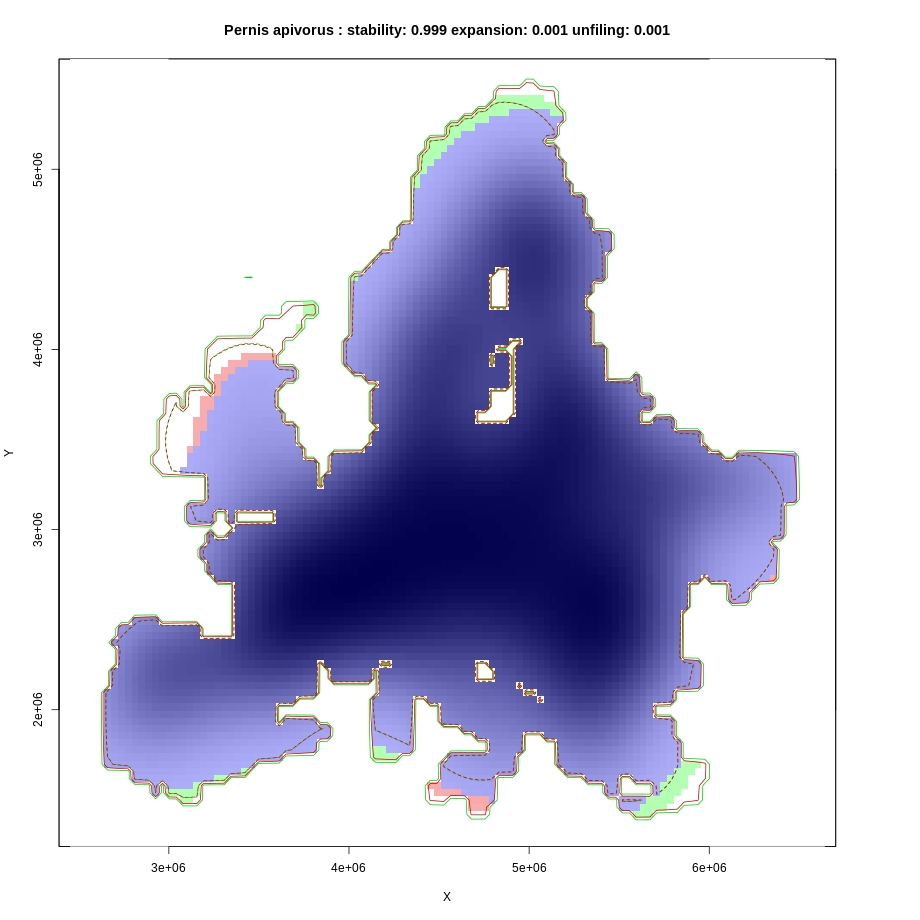 Pernis apivorus : stability: 0.999 expansion: 0.001 unfiling: 0.001
5e+06
4e+06
3e+06
2e+06
Y
3e+06 4e+06 5e+06 6e+06
X